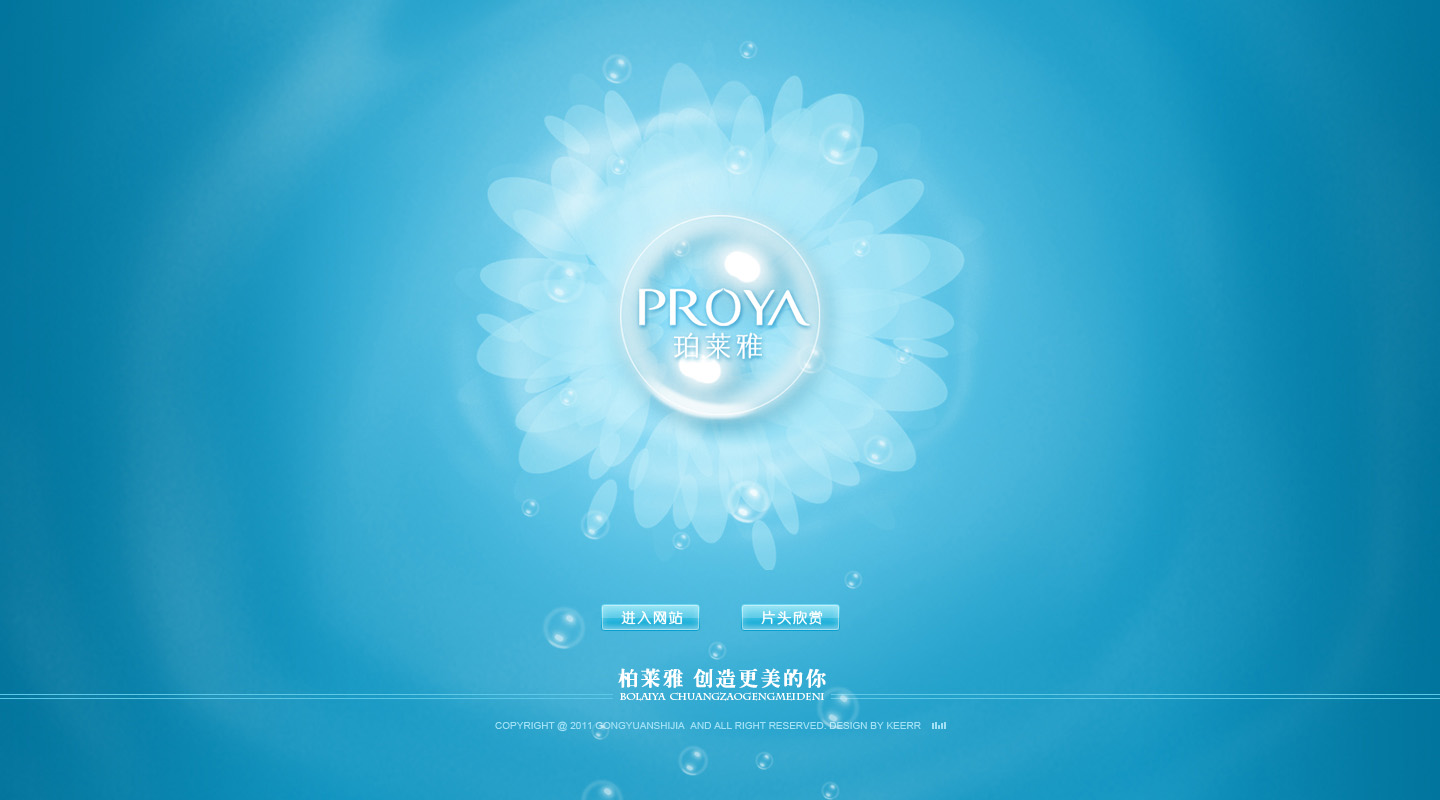 PROYA
珀莱雅
进入网站
片头欣赏
柏莱雅 创造更美的你
BOLAIYA CHUANGZAOGENGMEIDENI
COPYRIGHT @ 2011 GONGYUANSHIJIA AND ALL RIGHT RESERVED. DESIGN BY KEERR